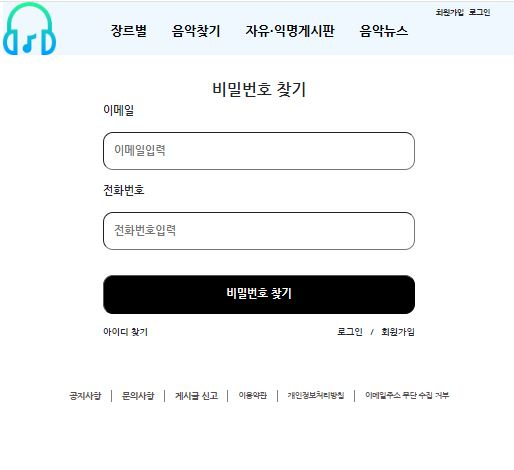 회원가입 로그인
장르별 음악찾기 자유·익명게시판 음악뉴스
비밀번호 찾기
이메일
이메일입력
전화번호
전화번호입력
비밀번호 찾기
아이디 찾기 로그인 / 회원가입
공지사항 | 문의사항 | 게시글 신고 | 이용약관 | 개인정보처리방침 | 이메일주소 무단 수집 거부